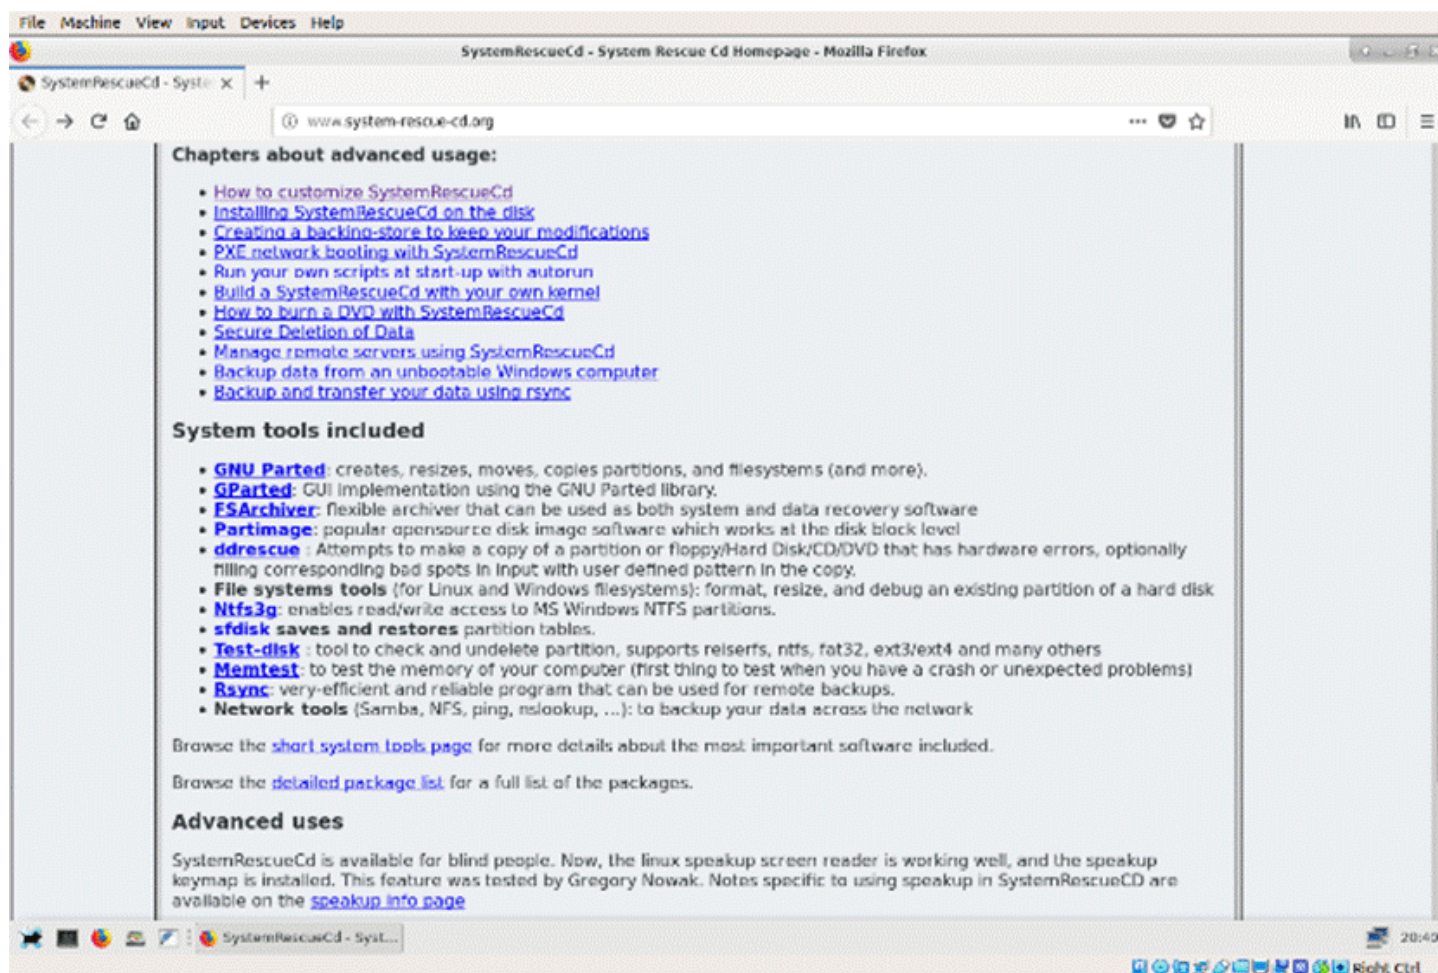 File Machine View Input Devices Help
SystemRescueCd - System Rescue Cd Homepage - Mozilla Firefox
SystemRescueCd - Syste
www.system-rescue-cd.org
Chapters about advanced usage:
• How to customize SystemRescueCd
• Installing SystemRescueCd on the disk
• Creating a backing-store to keep your modifications
• PXE network booting with SystemRescueCd
• Run your own scripts at start-up with autorun
• Build a SystemRescueCd with your own kernel
• How to burn a DVD with SystemRescueCd
• Secure Deletion of Data
• Manage remote servers using SystemRescueCd
• Backup data from an unbootable Windows computer
• Backup and transfer your data using rsync
System tools included
• GNU Parted: creates, resizes, moves, copies partitions, and filesystems (and more).
• GParted: GUI implementation using the GNU Parted library.
• FSArchiver: flexible archiver that can be used as both system and data recovery software
• Partimage: popular opensource disk image software which works at the disk block level
• ddrescue : Attempts to make a copy of a partition or floppy/Hard Disk/CD/DVD that has hardware errors, optionally
filling corresponding bad spots in input with user defined pattern in the copy.
• File systems tools (for Linux and Windows filesystems): format, resize, and debug an existing partition of a hard disk
• Ntfs3g: enables read/write access to MS Windows NTFS partitions.
• sfdisk saves and restores partition tables.
• Test-disk : tool to check and undelete partition, supports reiserfs, ntfs, fat32, ext3/ext4 and many others
• Memtest: to test the memory of your computer (first thing to test when you have a crash or unexpected problems)
• Rsync: very-efficient and reliable program that can be used for remote backups.
• Network tools (Samba, NFS, ping, nslookup, ...): to backup your data across the network
Browse the short system tools page for more details about the most important software included.
Browse the detailed package list for a full list of the packages.
Advanced uses
SystemRescueCd is available for blind people. Now, the linux speakup screen reader is working well, and the speakup
keymap is installed. This feature was tested by Gregory Nowak. Notes specific to using speakup in SystemRescueCD are
available on the speakup info page
SystemRescueCd - Syst...
20:40
Right Ctrl